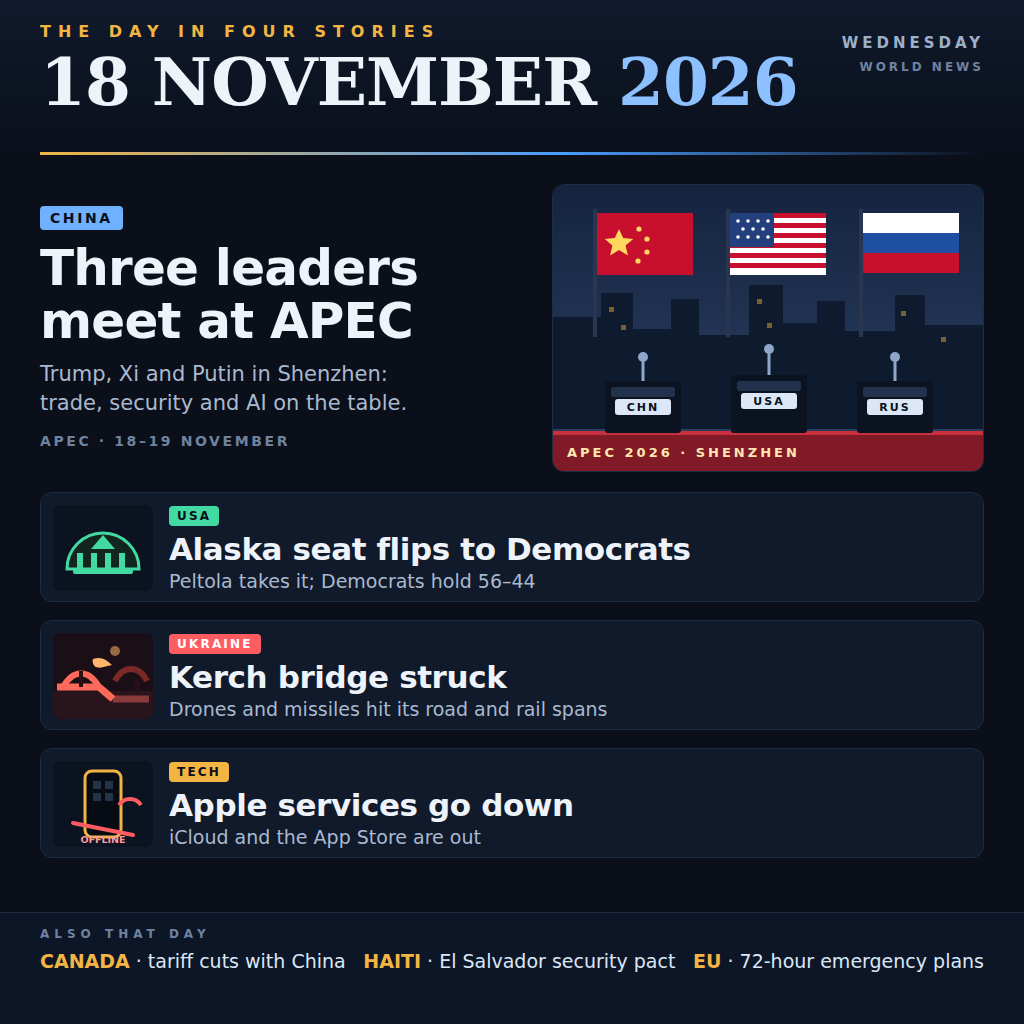 THE DAY IN FOUR STORIES
18 NOVEMBER 2026
WEDNESDAY
WORLD NEWS
CHINA
Three leaders
meet at APEC
Trump, Xi and Putin in Shenzhen:
trade, security and AI on the table.
APEC · 18–19 NOVEMBER
CHN
USA
RUS
APEC 2026 · SHENZHEN
USA
Alaska seat flips to Democrats
Peltola takes it; Democrats hold 56–44
UKRAINE
Kerch bridge struck
Drones and missiles hit its road and rail spans
OFFLINE
TECH
Apple services go down
iCloud and the App Store are out
ALSO THAT DAY
CANADA · tariff cuts with China HAITI · El Salvador security pact EU · 72-hour emergency plans